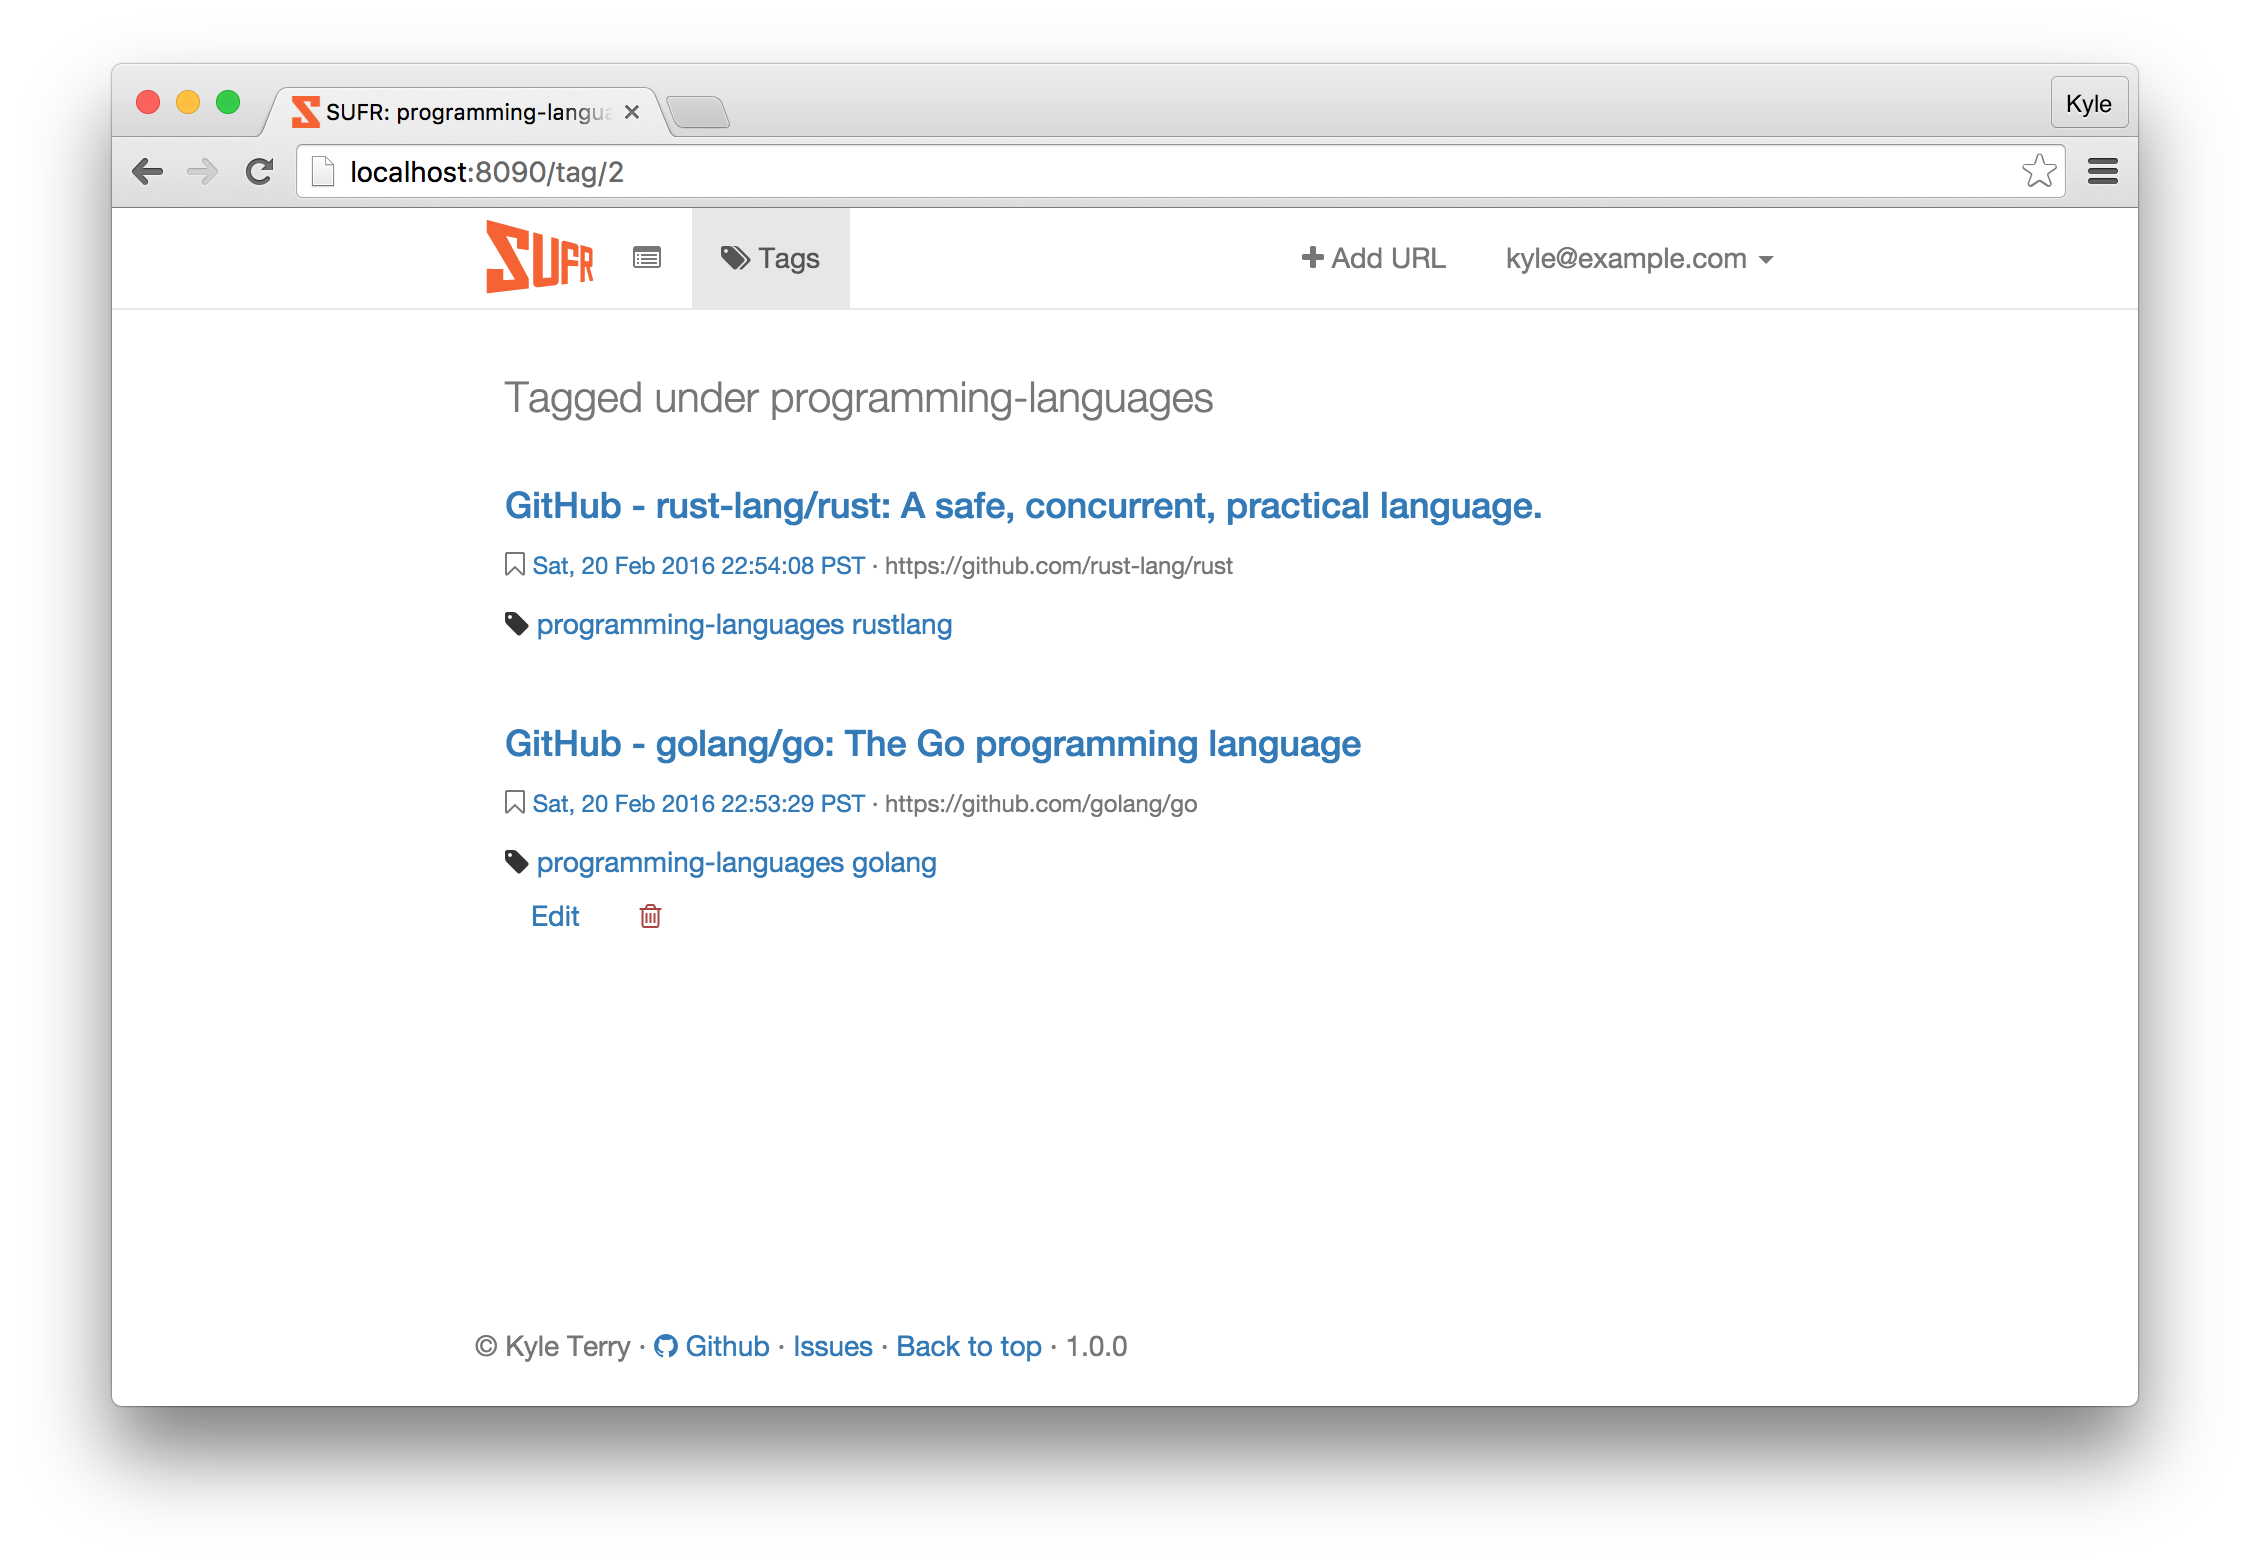 SUFR: programming-langua
Kyle
localhost:8090/tag/2
SUFR Tags + Add URL kyle@example.com
Tagged under programming-languages
GitHub - rust-lang/rust: A safe, concurrent, practical language.
Sat, 20 Feb 2016 22:54:08 PST · https://github.com/rust-lang/rust
programming-languages rustlang
GitHub - golang/go: The Go programming language
Sat, 20 Feb 2016 22:53:29 PST · https://github.com/golang/go
programming-languages golang
Edit
© Kyle Terry · Github · Issues · Back to top · 1.0.0